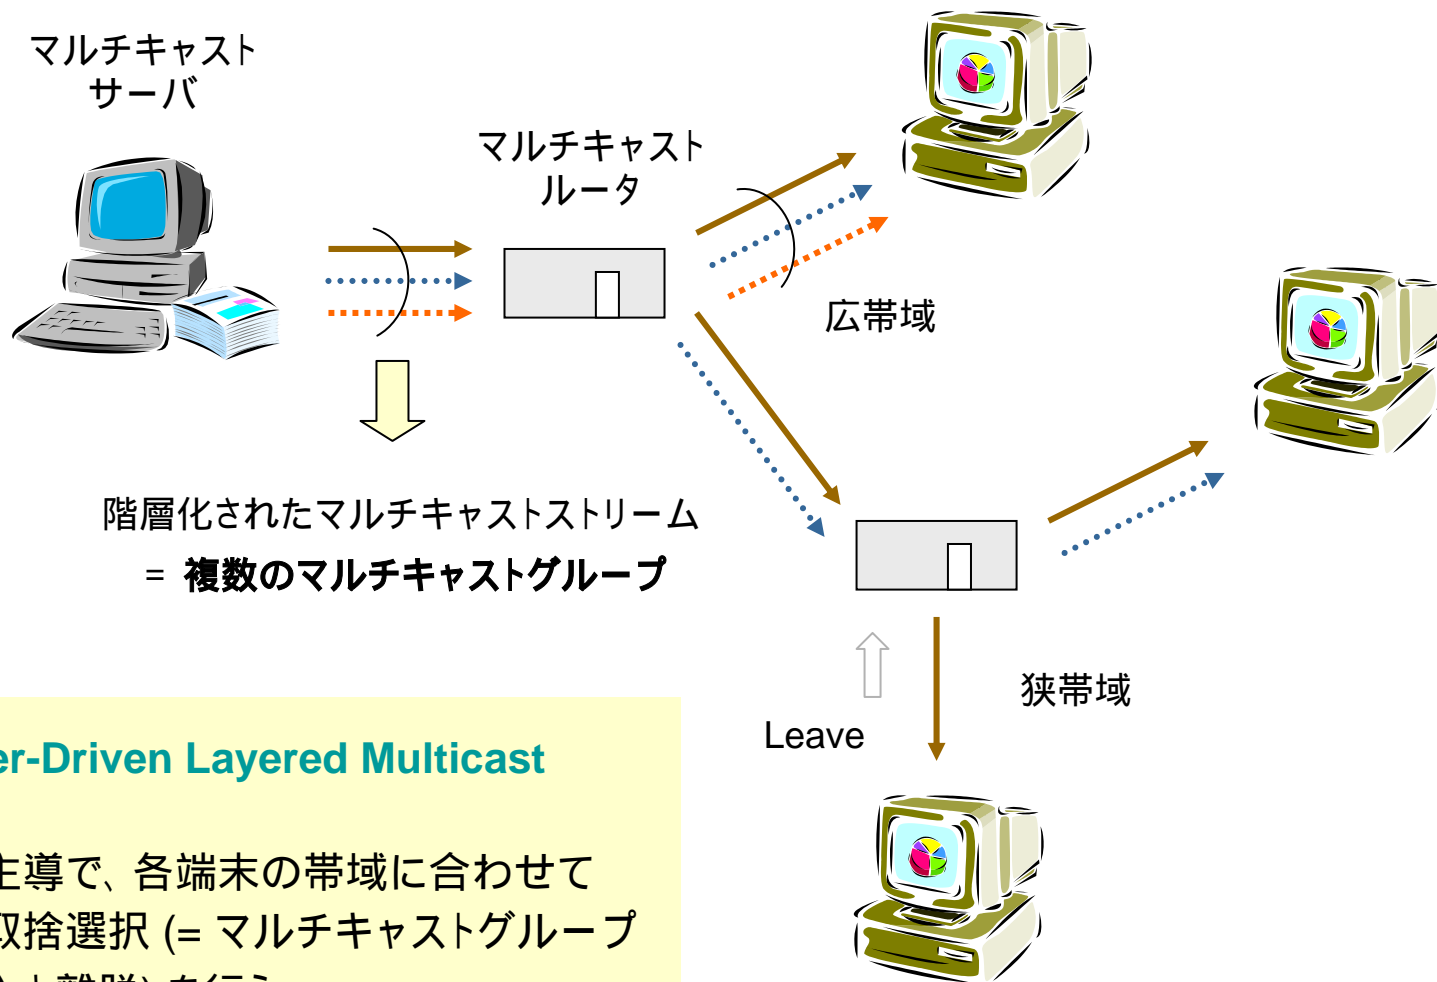 マルチキャスト
サーバ
マルチキャスト
ルータ
広帯域
階層化されたマルチキャストストリーム
= 複数のマルチキャストグループ
狭帯域
Leave
er-Driven Layered Multicast
主導で、各端末の帯域に合わせて
取捨選択 (= マルチキャストグループ